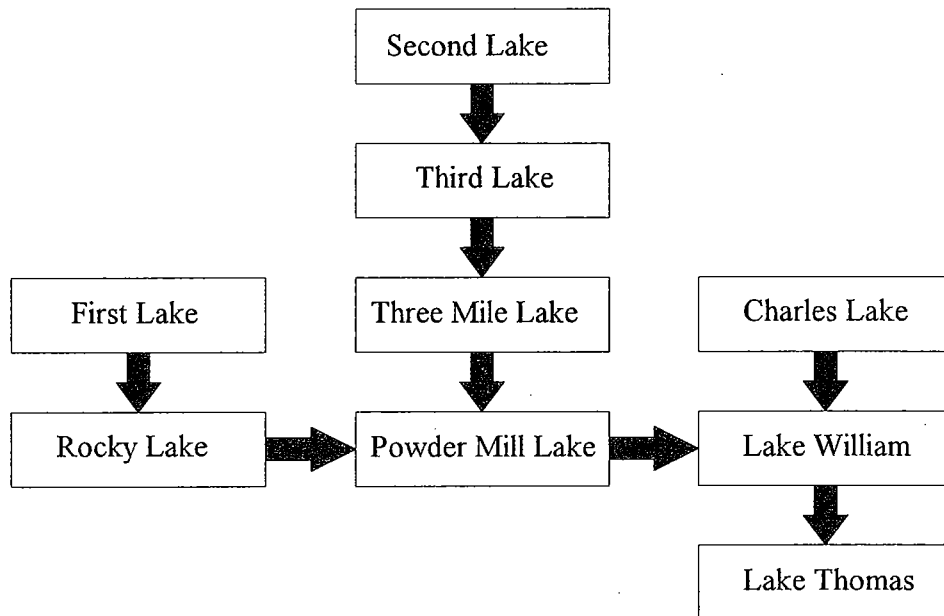 Second Lake
Third Lake
First Lake
Three Mile Lake
Charles Lake
Rocky Lake
Powder Mill Lake
Lake William
Lake Thomas